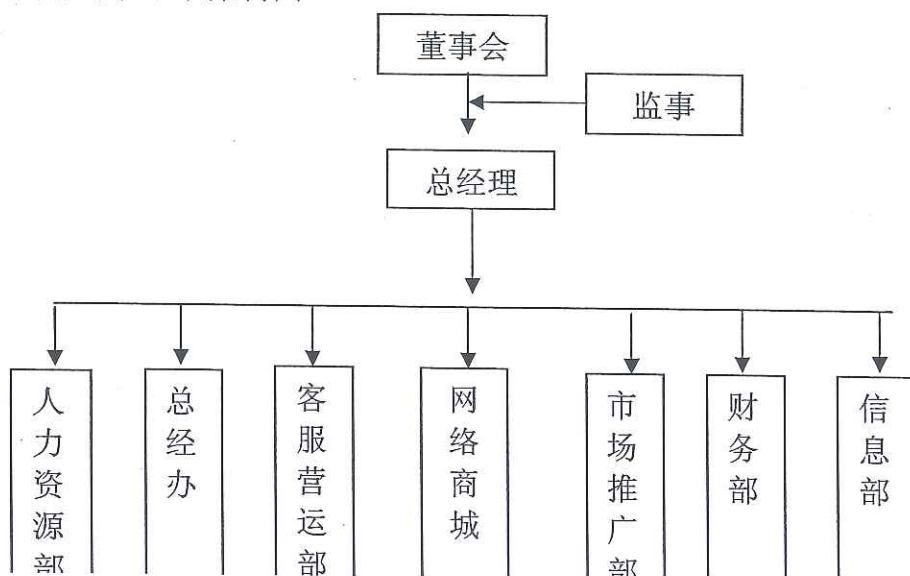 董事会
监事
总经理
人力资源部
总经办
客服营运部
网络商城
市场推广部
财务部
信息部